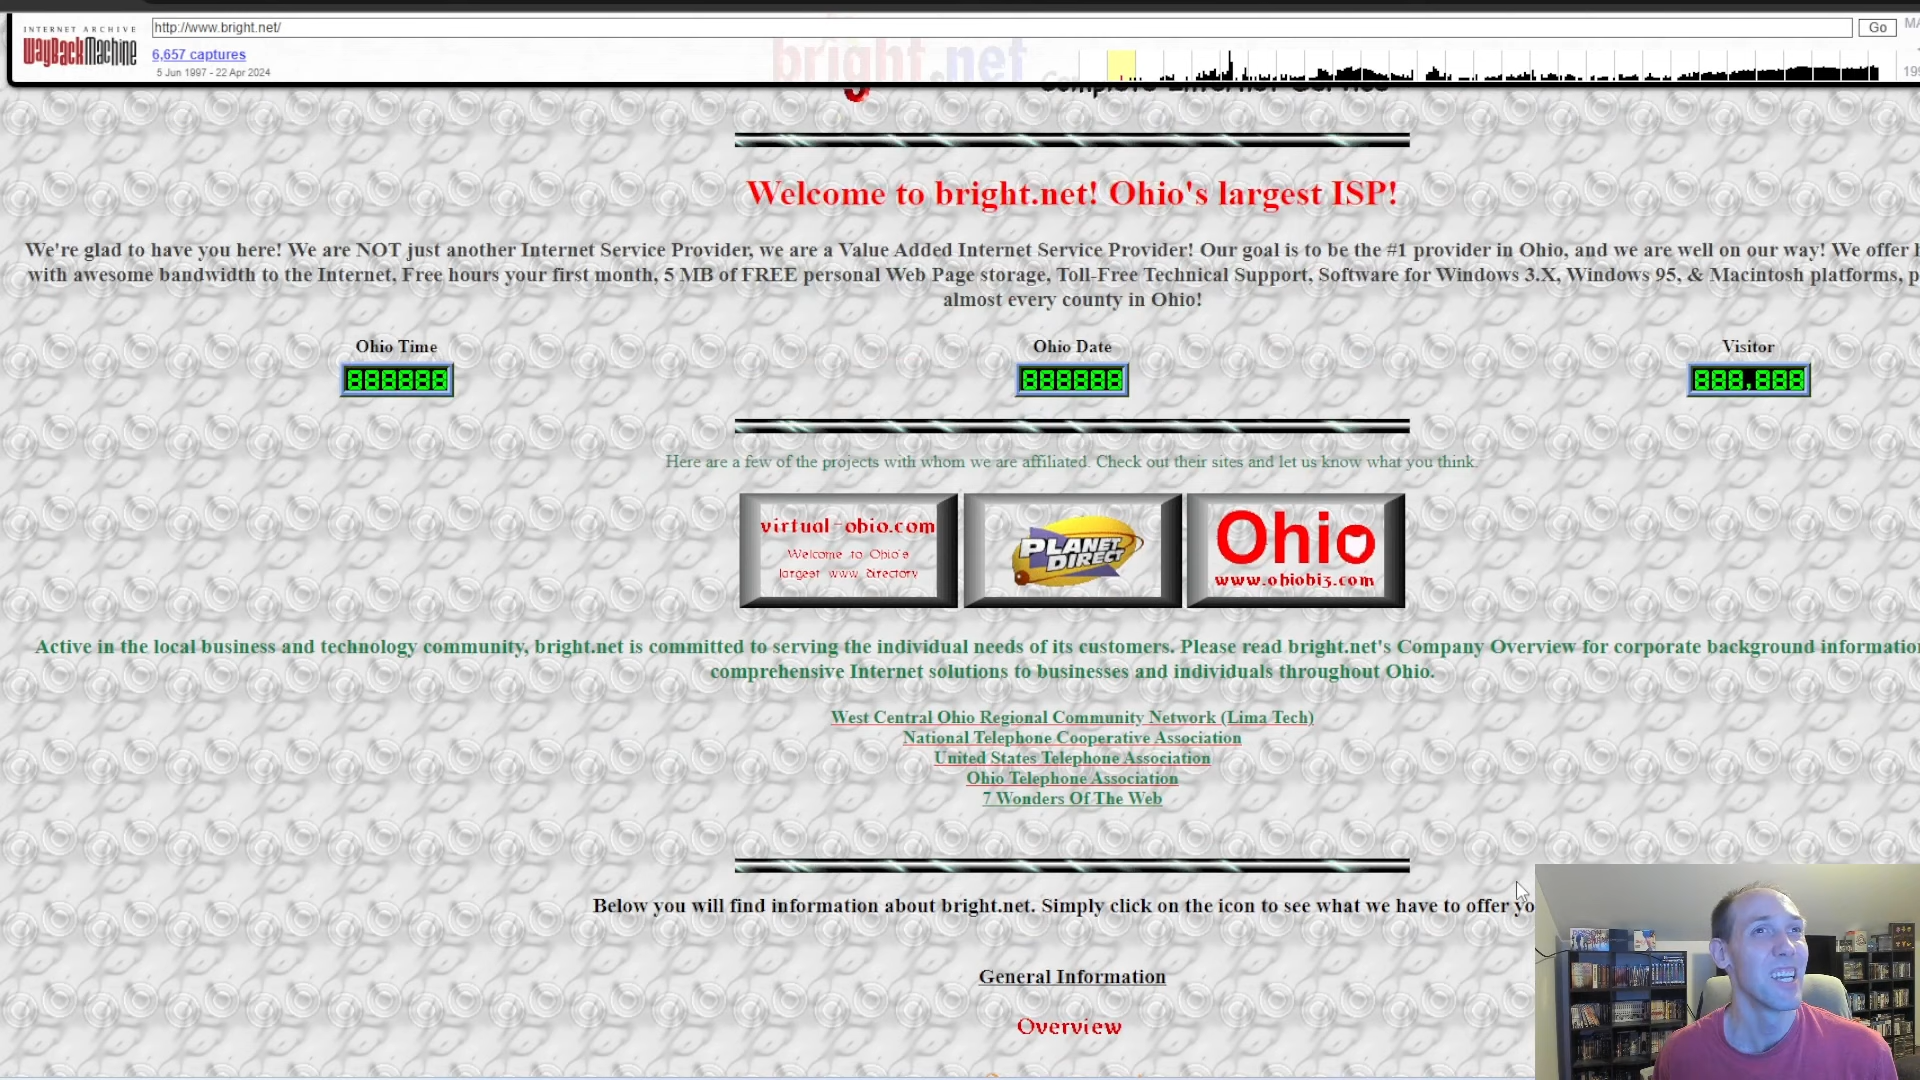 INTERNET ARCHIVE
WayBackMachine
http://www.bright.net/
Go
6,657 captures
5 Jun 1997 - 22 Apr 2024
bright.net
Complete Internet Service
Welcome to bright.net! Ohio's largest ISP!
We're glad to have you here! We are NOT just another Internet Service Provider, we are a Value Added Internet Service Provider! Our goal is to be the #1 provider in Ohio, and we are well on our way! We offer
with awesome bandwidth to the Internet, Free hours your first month, 5 MB of FREE personal Web Page storage, Toll-Free Technical Support, Software for Windows 3.X, Windows 95, & Macintosh platforms,
almost every county in Ohio!
Ohio Time
Ohio Date
Visitor
888888
888888
888,888
Here are a few of the projects with whom we are affiliated. Check out their sites and let us know what you think.
virtual-ohio.com
Welcome to Ohio's
largest www directory
PLANET DIRECT
Ohio
www.ohiobiz.com
Active in the local business and technology community, bright.net is committed to serving the individual needs of its customers. Please read bright.net's Company Overview for corporate background informatio
comprehensive Internet solutions to businesses and individuals throughout Ohio.
West Central Ohio Regional Community Network (Lima Tech)
National Telephone Cooperative Association
United States Telephone Association
Ohio Telephone Association
7 Wonders Of The Web
Below you will find information about bright.net. Simply click on the icon to see what we have to offer yo
General Information
Overview